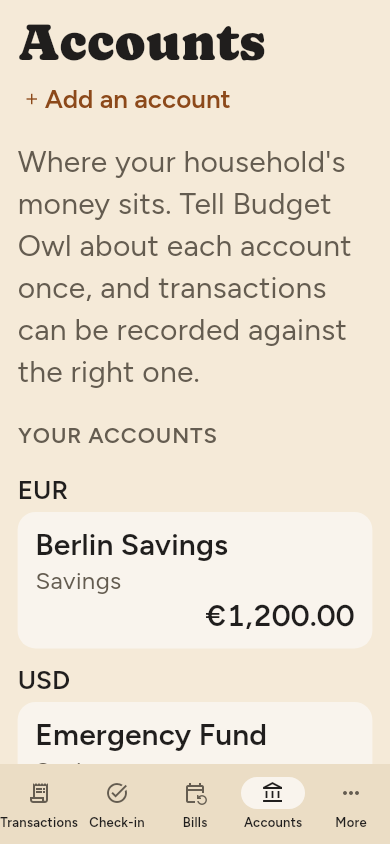 Accounts
+ Add an account
Where your household's
money sits. Tell Budget
Owl about each account
once, and transactions
can be recorded against
the right one.
YOUR ACCOUNTS
EUR
Berlin Savings
Savings
€1,200.00
USD
Emergency Fund
Transactions
Check-in
Bills
Accounts
More